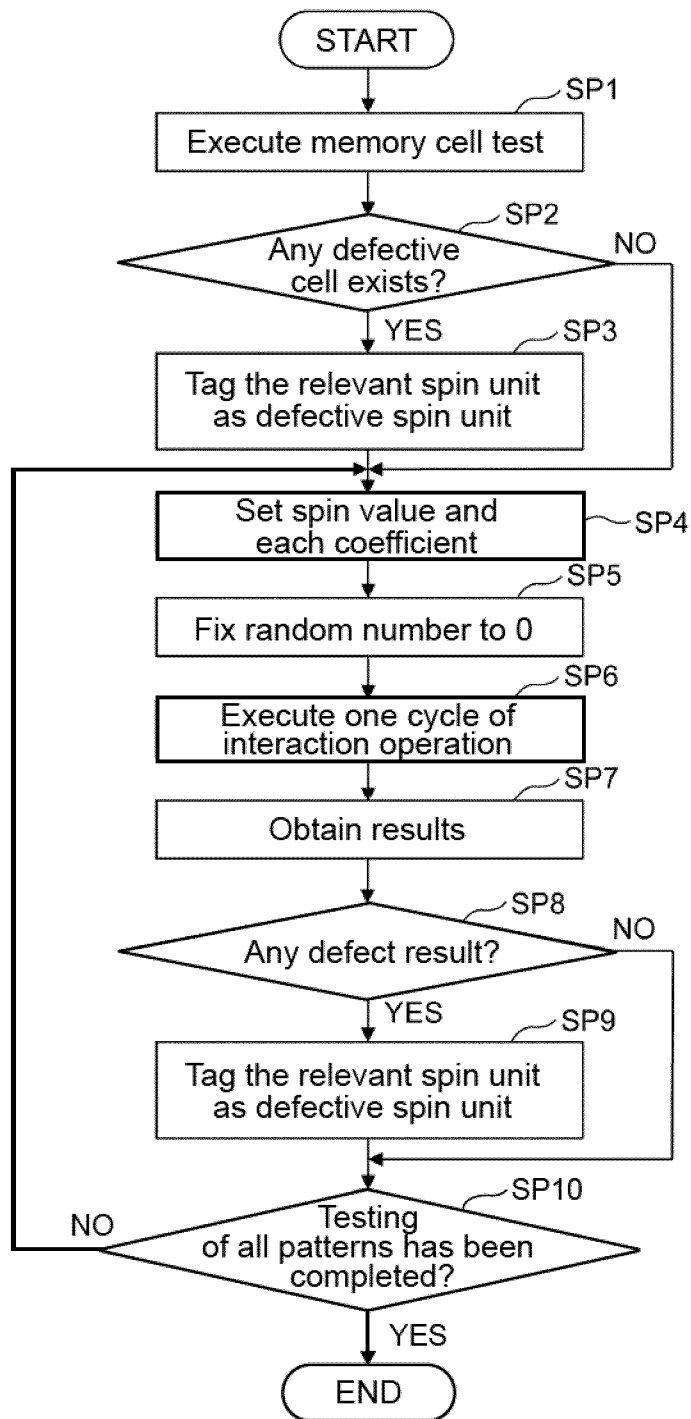 START
SP1
Execute memory cell test
SP2
Any defective
cell exists?
NO
YES
SP3
Tag the relevant spin unit
as defective spin unit
Set spin value and
each coefficient
SP4
SP5
Fix random number to 0
SP6
Execute one cycle of
interaction operation
SP7
Obtain results
SP8
Any defect result?
NO
YES
SP9
Tag the relevant spin unit
as defective spin unit
SP10
NO
Testing
of all patterns has been
completed?
YES
END